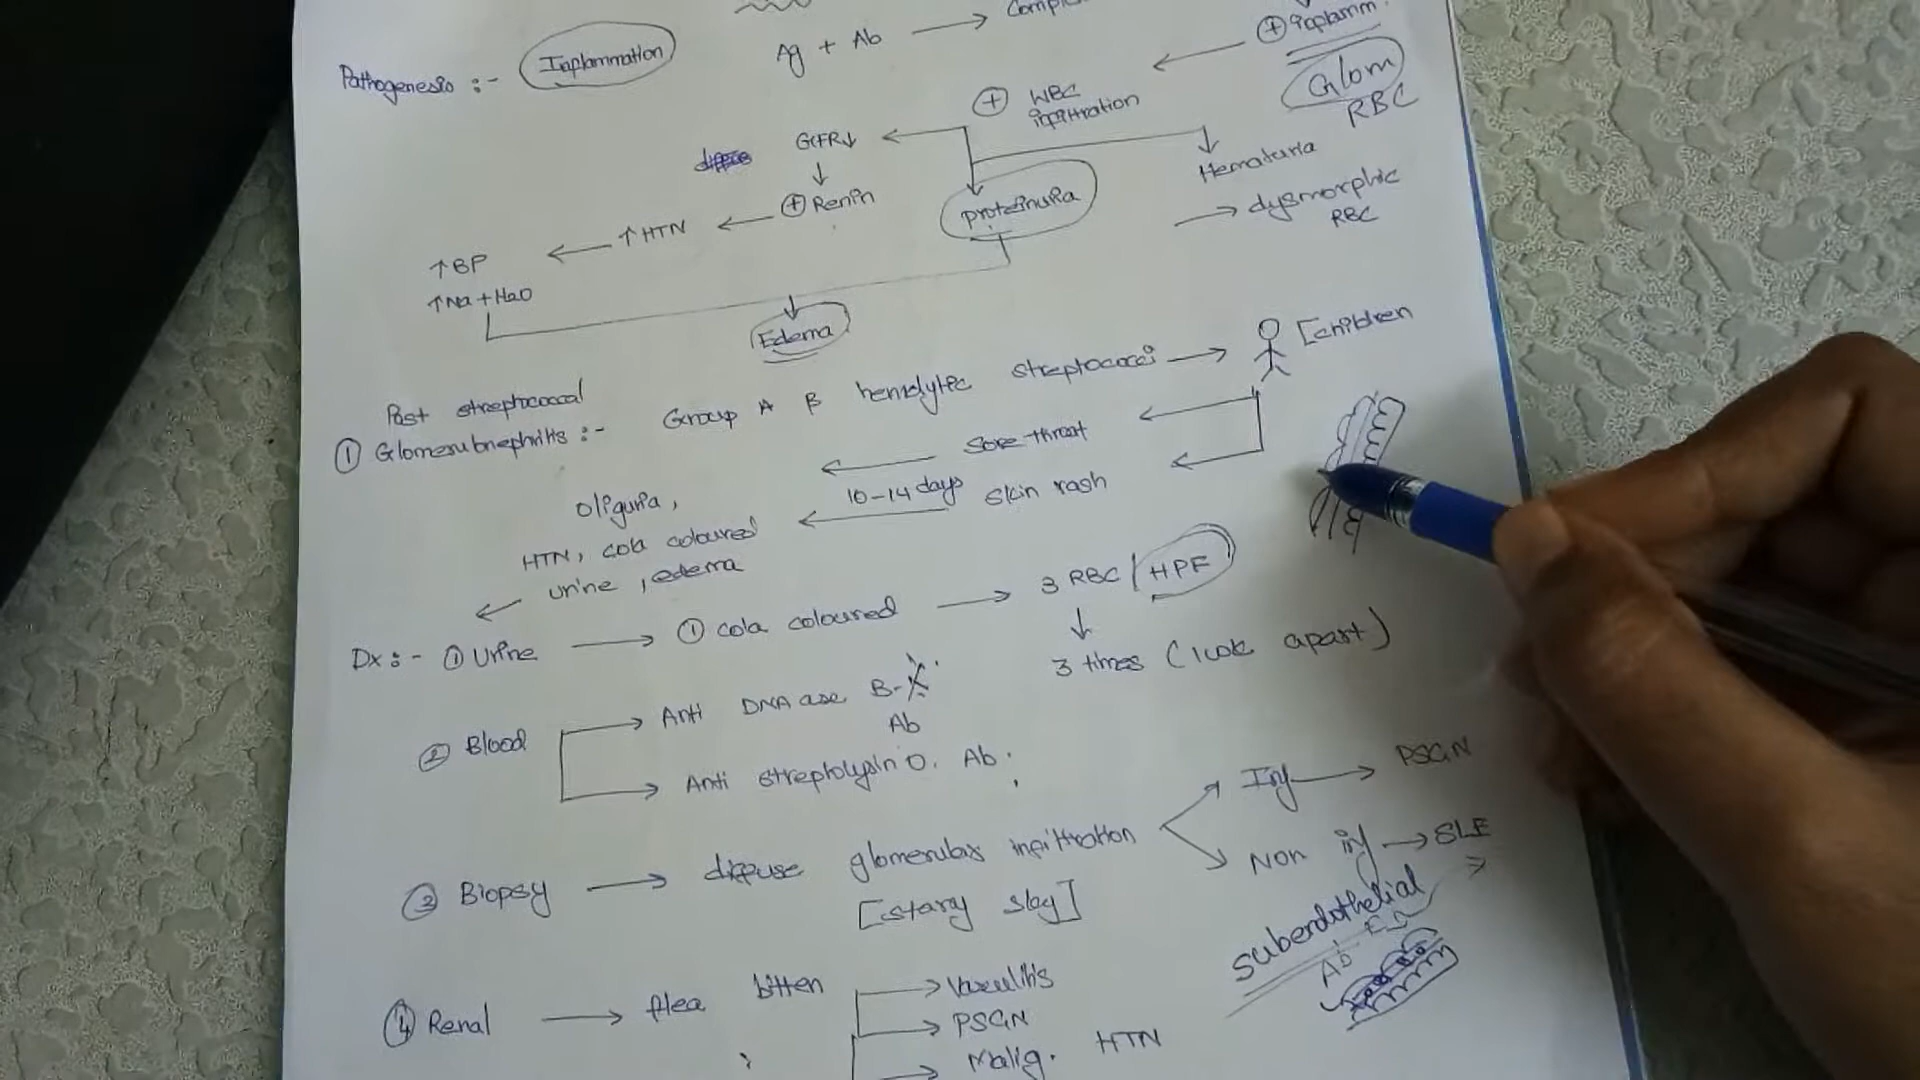 Ag + Ab ⟶
⊕ inflamm.
Pathogenesis :- Inflammation
Glom
RBC
⊕ WBC
infiltration
GFR↓
Hematuria
⊕ Renin
proteinuria
→ dysmorphic
RBC
↑HTN
↑BP
↑Na + H2O
Edema
[children
Post streptococcal
① Glomerulonephritis :- Group A β hemolytic streptococci →
Sore throat
10-14 days
Skin rash
Oliguria,
HTN, cola coloured
urine, edema
Dx :- ① Urine → ① cola coloured → 3 RBC / HPF
3 times (1wk apart)
② Blood → Anti DNAase B-
Ab
→ Anti streptolysin O. Ab.
③ Biopsy → diffuse glomerular infiltration
[stary sky]
Inf → PSGN
Non inf → SLE
subendothelial
Ab
④ Renal → flea bitten → Vasculitis
→ PSGN
→ Malig. HTN